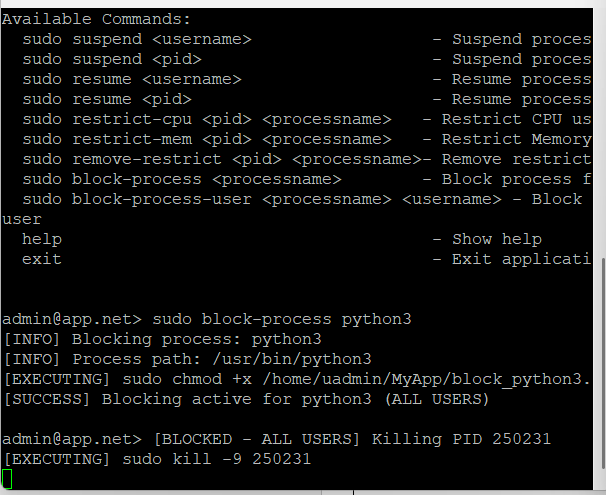 Available Commands:
sudo suspend <username> - Suspend proces
sudo suspend <pid> - Suspend proces
sudo resume <username> - Resume process
sudo resume <pid> - Resume process
sudo restrict-cpu <pid> <processname> - Restrict CPU us
sudo restrict-mem <pid> <processname> - Restrict Memory
sudo remove-restrict <pid> <processname>- Remove restrict
sudo block-process <processname> - Block process f
sudo block-process-user <processname> <username> - Block
user
help - Show help
exit - Exit applicati
admin@app.net> sudo block-process python3
[INFO] Blocking process: python3
[INFO] Process path: /usr/bin/python3
[EXECUTING] sudo chmod +x /home/uadmin/MyApp/block_python3.
[SUCCESS] Blocking active for python3 (ALL USERS)
admin@app.net> [BLOCKED - ALL USERS] Killing PID 250231
[EXECUTING] sudo kill -9 250231